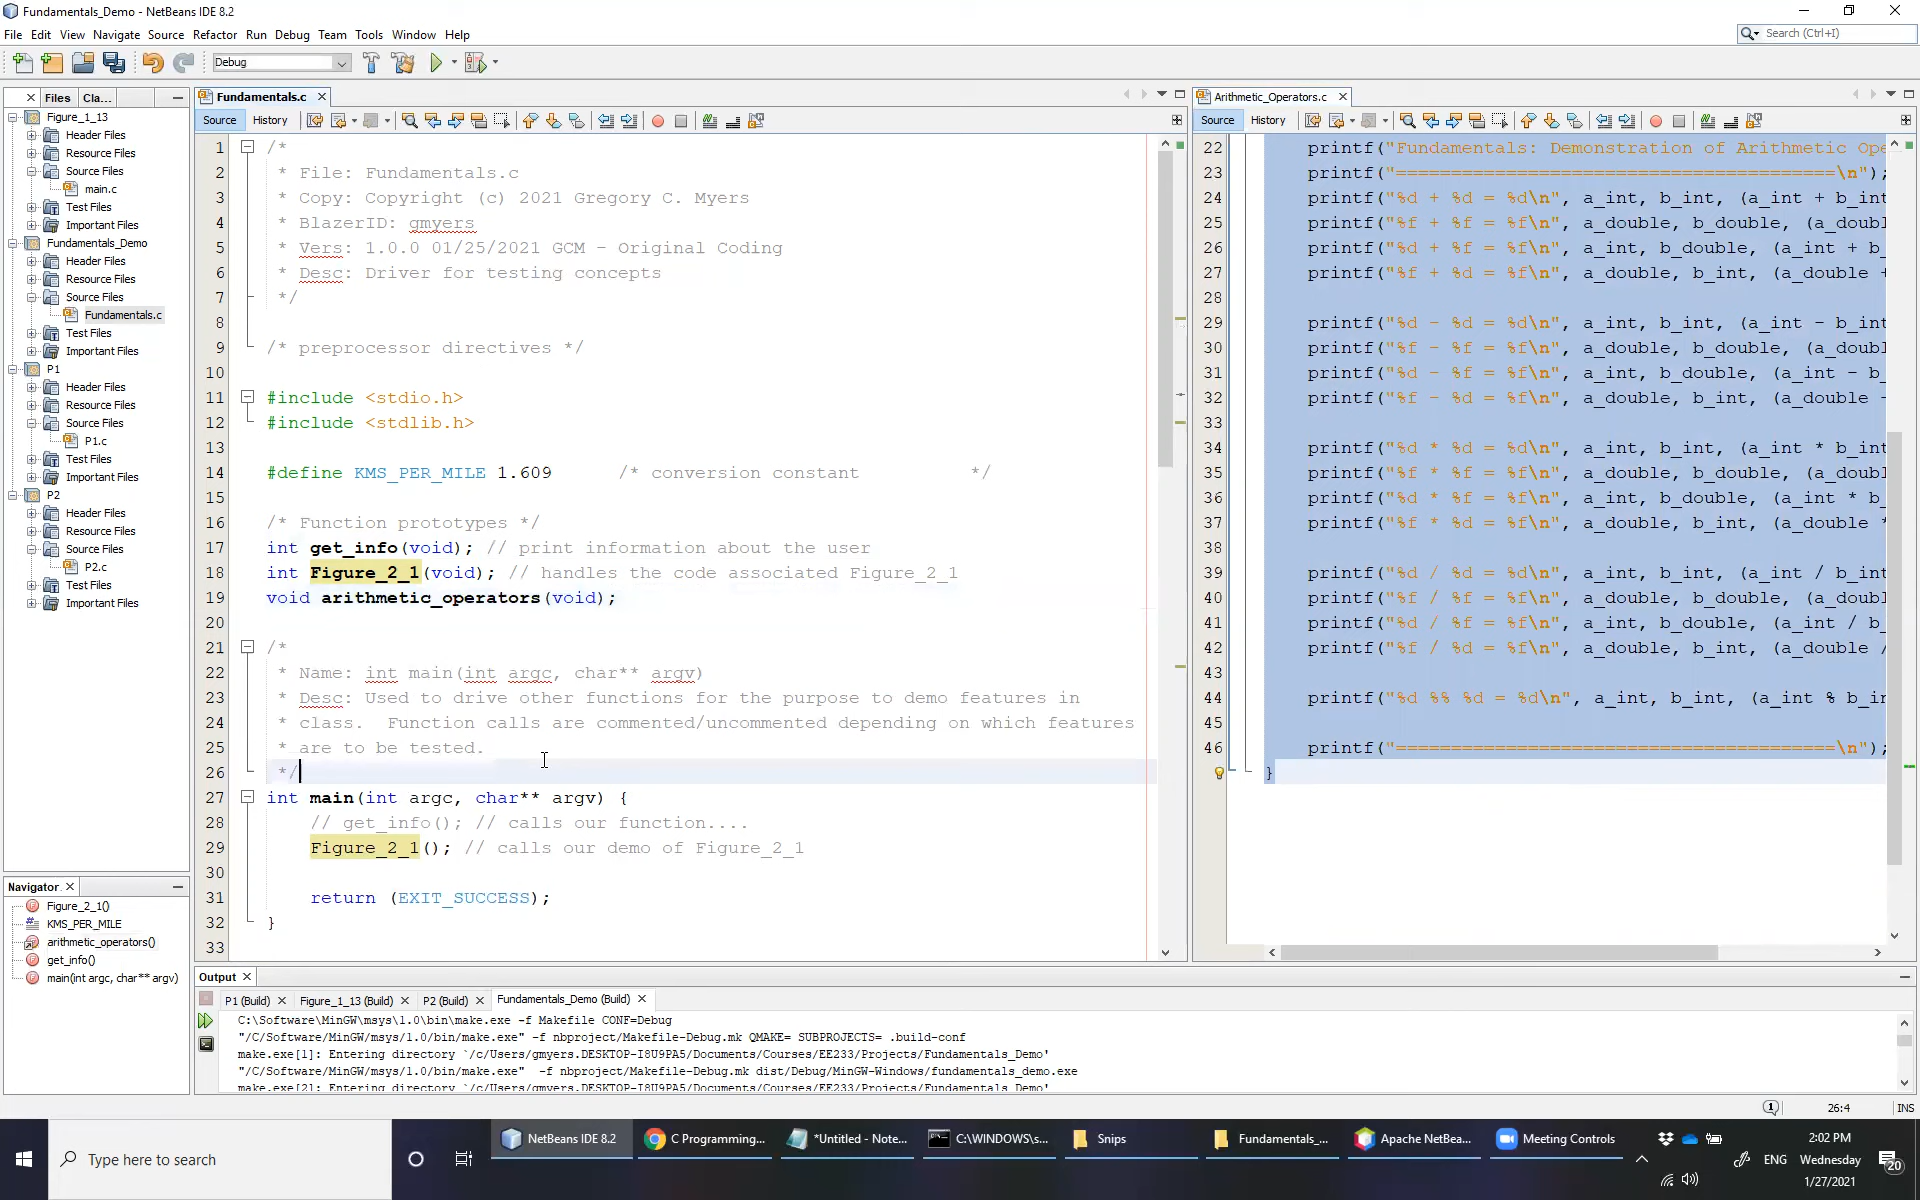 Fundamentals_Demo - NetBeans IDE 8.2
File Edit View Navigate Source Refactor Run Debug Team Tools Window Help
Search (Ctrl+I)
Debug
Files Cla...
Figure_1_13
Header Files
Resource Files
Source Files
main.c
Test Files
Important Files
Fundamentals_Demo
Header Files
Resource Files
Source Files
Fundamentals.c
Test Files
Important Files
P1
Header Files
Resource Files
Source Files
P1.c
Test Files
Important Files
P2
Header Files
Resource Files
Source Files
P2.c
Test Files
Important Files
Navigator
Figure_2_1()
KMS_PER_MILE
arithmetic_operators()
get_info()
main(int argc, char** argv)
Fundamentals.c
Source History
1 /*
2 * File: Fundamentals.c
3 * Copy: Copyright (c) 2021 Gregory C. Myers
4 * BlazerID: gmyers
5 * Vers: 1.0.0 01/25/2021 GCM - Original Coding
6 * Desc: Driver for testing concepts
7 */
8
9 /* preprocessor directives */
10
11 #include <stdio.h>
12 #include <stdlib.h>
13
14 #define KMS_PER_MILE 1.609 /* conversion constant */
15
16 /* Function prototypes */
17 int get_info(void); // print information about the user
18 int Figure_2_1(void); // handles the code associated Figure_2_1
19 void arithmetic_operators(void);
20
21 /*
22 * Name: int main(int argc, char** argv)
23 * Desc: Used to drive other functions for the purpose to demo features in
24 * class. Function calls are commented/uncommented depending on which features
25 * are to be tested.
26 */
27 int main(int argc, char** argv) {
28 // get_info(); // calls our function....
29 Figure_2_1(); // calls our demo of Figure_2_1
30
31 return (EXIT_SUCCESS);
32 }
33
Arithmetic_Operators.c
Source History
22 printf("Fundamentals: Demonstration of Arithmetic Ope
23 printf("========================================\n");
24 printf("%d + %d = %d\n", a_int, b_int, (a_int + b_int
25 printf("%f + %f = %f\n", a_double, b_double, (a_doubl
26 printf("%d + %f = %f\n", a_int, b_double, (a_int + b_
27 printf("%f + %d = %f\n", a_double, b_int, (a_double +
28
29 printf("%d - %d = %d\n", a_int, b_int, (a_int - b_int
30 printf("%f - %f = %f\n", a_double, b_double, (a_doubl
31 printf("%d - %f = %f\n", a_int, b_double, (a_int - b_
32 printf("%f - %d = %f\n", a_double, b_int, (a_double -
33
34 printf("%d * %d = %d\n", a_int, b_int, (a_int * b_int
35 printf("%f * %f = %f\n", a_double, b_double, (a_doubl
36 printf("%d * %f = %f\n", a_int, b_double, (a_int * b_
37 printf("%f * %d = %f\n", a_double, b_int, (a_double *
38
39 printf("%d / %d = %d\n", a_int, b_int, (a_int / b_int
40 printf("%f / %f = %f\n", a_double, b_double, (a_doubl
41 printf("%d / %f = %f\n", a_int, b_double, (a_int / b_
42 printf("%f / %d = %f\n", a_double, b_int, (a_double /
43
44 printf("%d %% %d = %d\n", a_int, b_int, (a_int % b_in
45
46 printf("========================================\n");
}
Output
P1 (Build) Figure_1_13 (Build) P2 (Build) Fundamentals_Demo (Build)
C:\Software\MinGW\msys\1.0\bin\make.exe -f Makefile CONF=Debug
"/C/Software/MinGW/msys/1.0/bin/make.exe" -f nbproject/Makefile-Debug.mk QMAKE= SUBPROJECTS= .build-conf
make.exe[1]: Entering directory `/c/Users/gmyers.DESKTOP-I8U9PA5/Documents/Courses/EE233/Projects/Fundamentals_Demo'
"/C/Software/MinGW/msys/1.0/bin/make.exe" -f nbproject/Makefile-Debug.mk dist/Debug/MinGW-Windows/fundamentals_demo.exe
make.exe[2]: Entering directory `/c/Users/gmyers.DESKTOP-I8U9PA5/Documents/Courses/EE233/Projects/Fundamentals_Demo'
1 26:4 INS
Type here to search
NetBeans IDE 8.2
C Programming...
*Untitled - Note...
C:\WINDOWS\s...
Snips
Fundamentals_...
Apache NetBea...
Meeting Controls
ENG
2:02 PM
Wednesday
1/27/2021
20